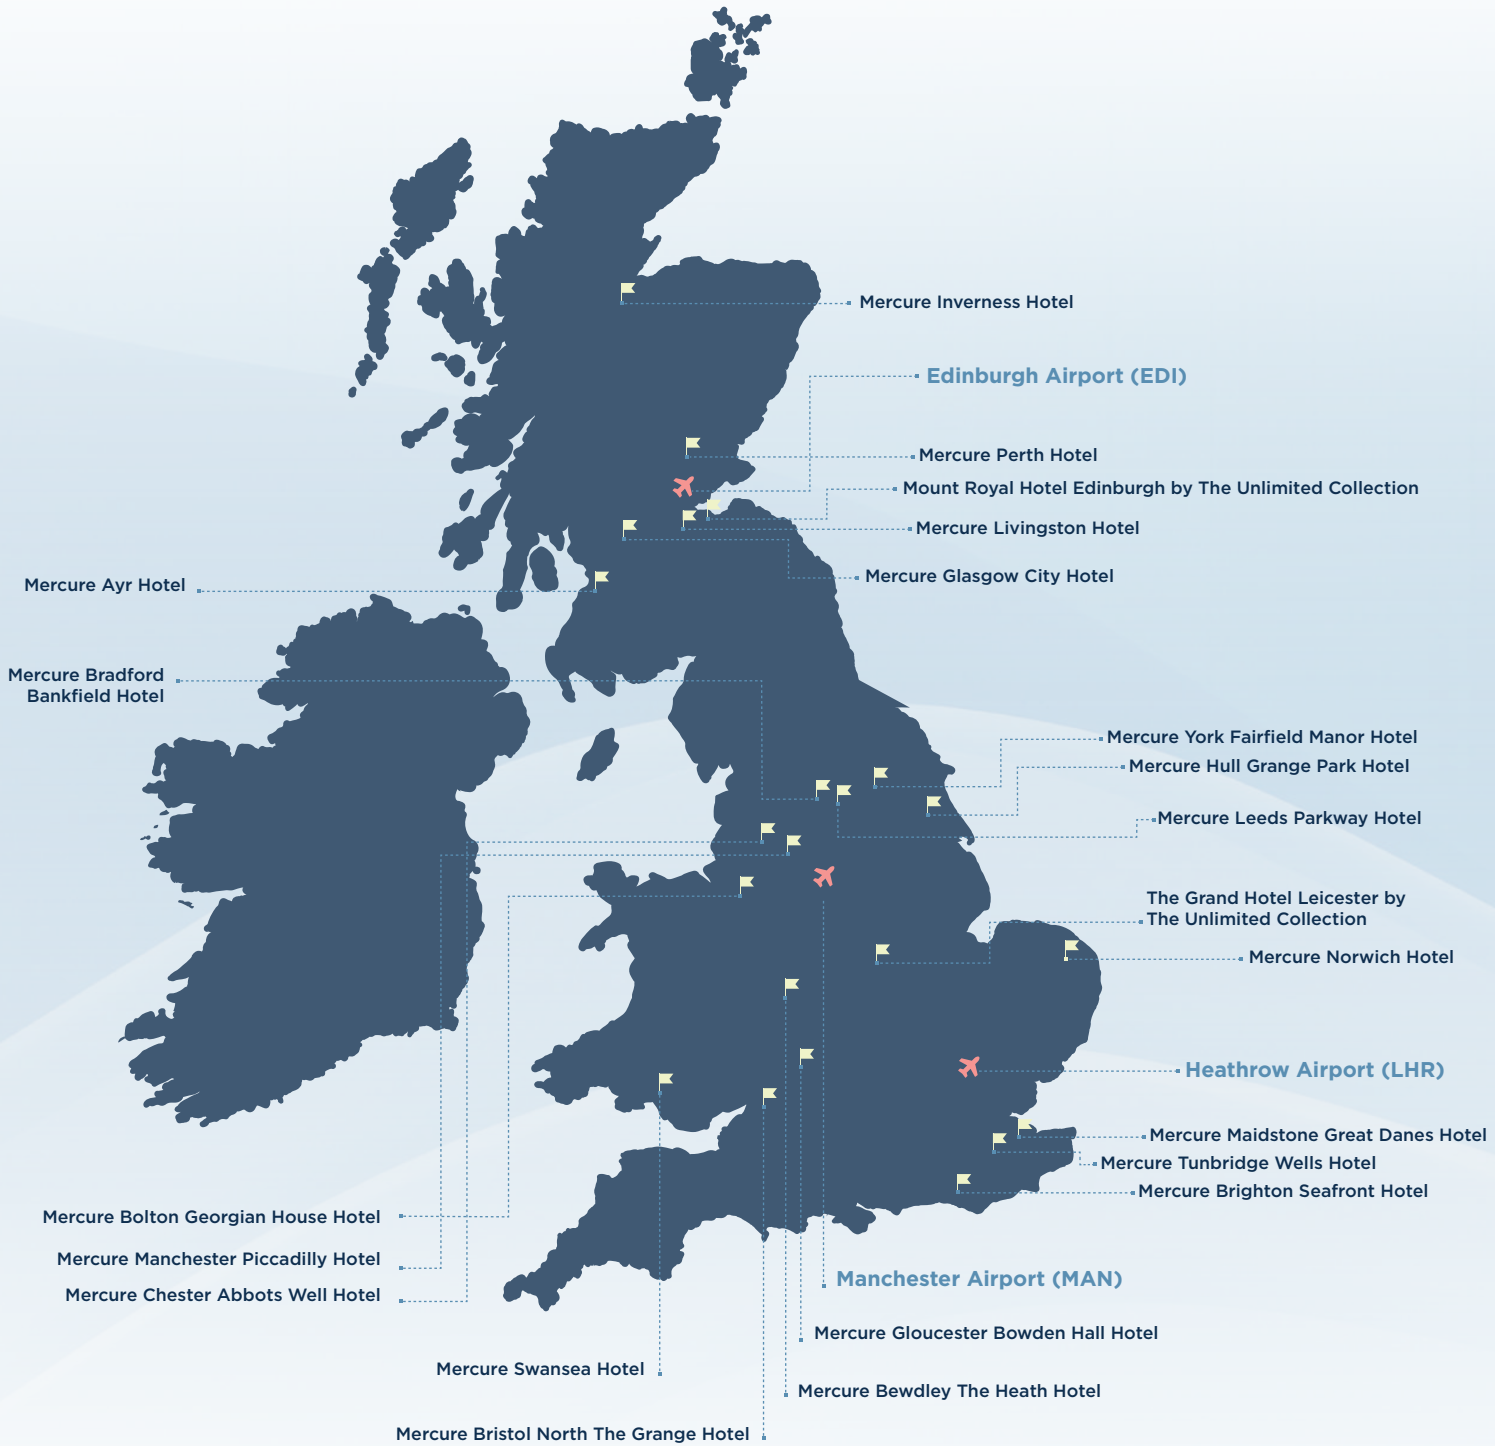 Mercure Inverness Hotel
Edinburgh Airport (EDI)
Mercure Perth Hotel
Mount Royal Hotel Edinburgh by The Unlimited Collection
Mercure Livingston Hotel
Mercure Glasgow City Hotel
Mercure Ayr Hotel
Mercure Bradford
Bankfield Hotel
Mercure York Fairfield Manor Hotel
Mercure Hull Grange Park Hotel
Mercure Leeds Parkway Hotel
The Grand Hotel Leicester by
The Unlimited Collection
Mercure Norwich Hotel
Heathrow Airport (LHR)
Mercure Maidstone Great Danes Hotel
Mercure Tunbridge Wells Hotel
Mercure Brighton Seafront Hotel
Mercure Bolton Georgian House Hotel
Mercure Manchester Piccadilly Hotel
Mercure Chester Abbots Well Hotel
Manchester Airport (MAN)
Mercure Gloucester Bowden Hall Hotel
Mercure Swansea Hotel
Mercure Bewdley The Heath Hotel
Mercure Bristol North The Grange Hotel